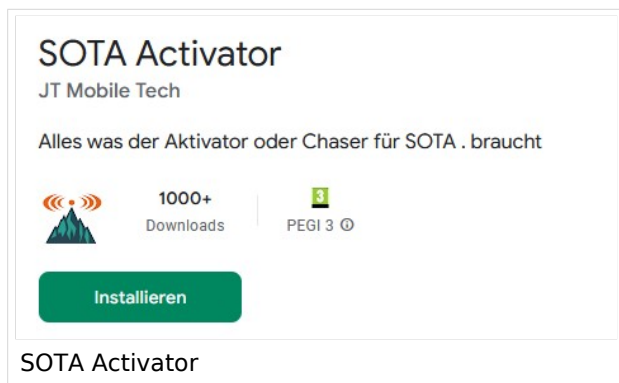 SOTA Activator
JT Mobile Tech
Alles was der Aktivator oder Chaser für SOTA . braucht
1000+
Downloads
3
PEGI 3 ⓘ
Installieren
SOTA Activator